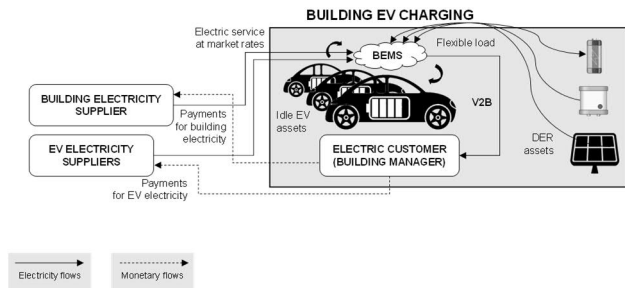 BUILDING EV CHARGING
Electric service
at market rates
BEMS
Flexible load
V2B
BUILDING ELECTRICITY
SUPPLIER
Payments
for building
electricity
Idle EV
assets
EV ELECTRICITY
SUPPLIERS
ELECTRIC CUSTOMER
(BUILDING MANAGER)
DER
assets
Payments
for EV electricity
Electricity flows
Monetary flows